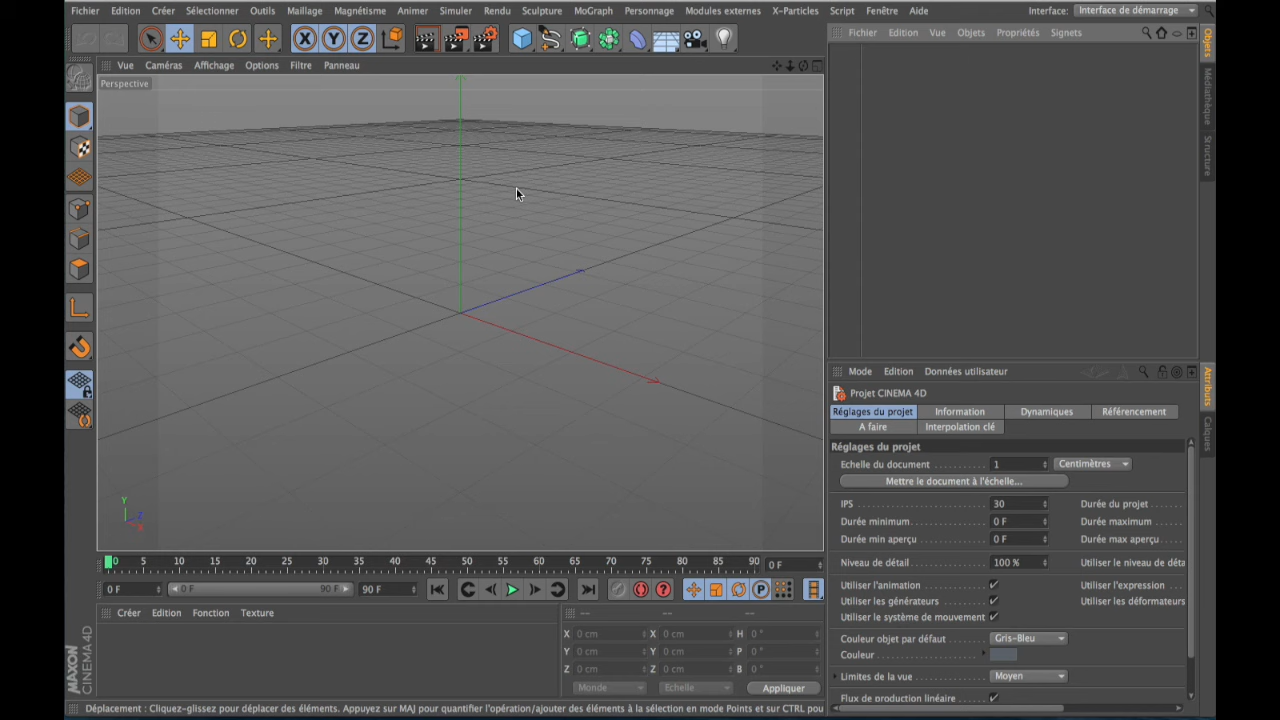 Fichier Edition Créer Sélectionner Outils Maillage Magnétisme Animer Simuler Rendu Sculpture MoGraph Personnage Modules externes X-Particles Script Fenêtre Aide Interface: Interface de démarrage
X Y Z
Fichier Edition Vue Objets Propriétés Signets
Objets
Médiathèque
Structure
Vue Caméras Affichage Options Filtre Panneau
Perspective
Y
Z
X
Mode Edition Données utilisateur
Attributs
Calques
Projet CINEMA 4D
Réglages du projet Information Dynamiques Référencement
A faire Interpolation clé
Réglages du projet
Echelle du document 1 Centimètres
Mettre le document à l'échelle...
IPS 30 Durée du projet
Durée minimum 0 F Durée maximum
Durée min aperçu 0 F Durée max aperçu
Niveau de détail 100 % Utiliser le niveau de déta
Utiliser l'animation Utiliser l'expression
Utiliser les générateurs Utiliser les déformateurs
Utiliser le système de mouvement
Couleur objet par défaut Gris-Bleu
Couleur
Limites de la vue Moyen
Flux de production linéaire
0 5 10 15 20 25 30 35 40 45 50 55 60 65 70 75 80 85 90 0 F
0 F 0 F 90 F 90 F P
Créer Edition Fonction Texture
-- -- --
X 0 cm X 0 cm H 0 °
Y 0 cm Y 0 cm P 0 °
Z 0 cm Z 0 cm B 0 °
Monde Echelle Appliquer
MAXON
CINEMA 4D
Déplacement : Cliquez-glissez pour déplacer des éléments. Appuyez sur MAJ pour quantifier l'opération/ajouter des éléments à la sélection en mode Points et sur CTRL pou